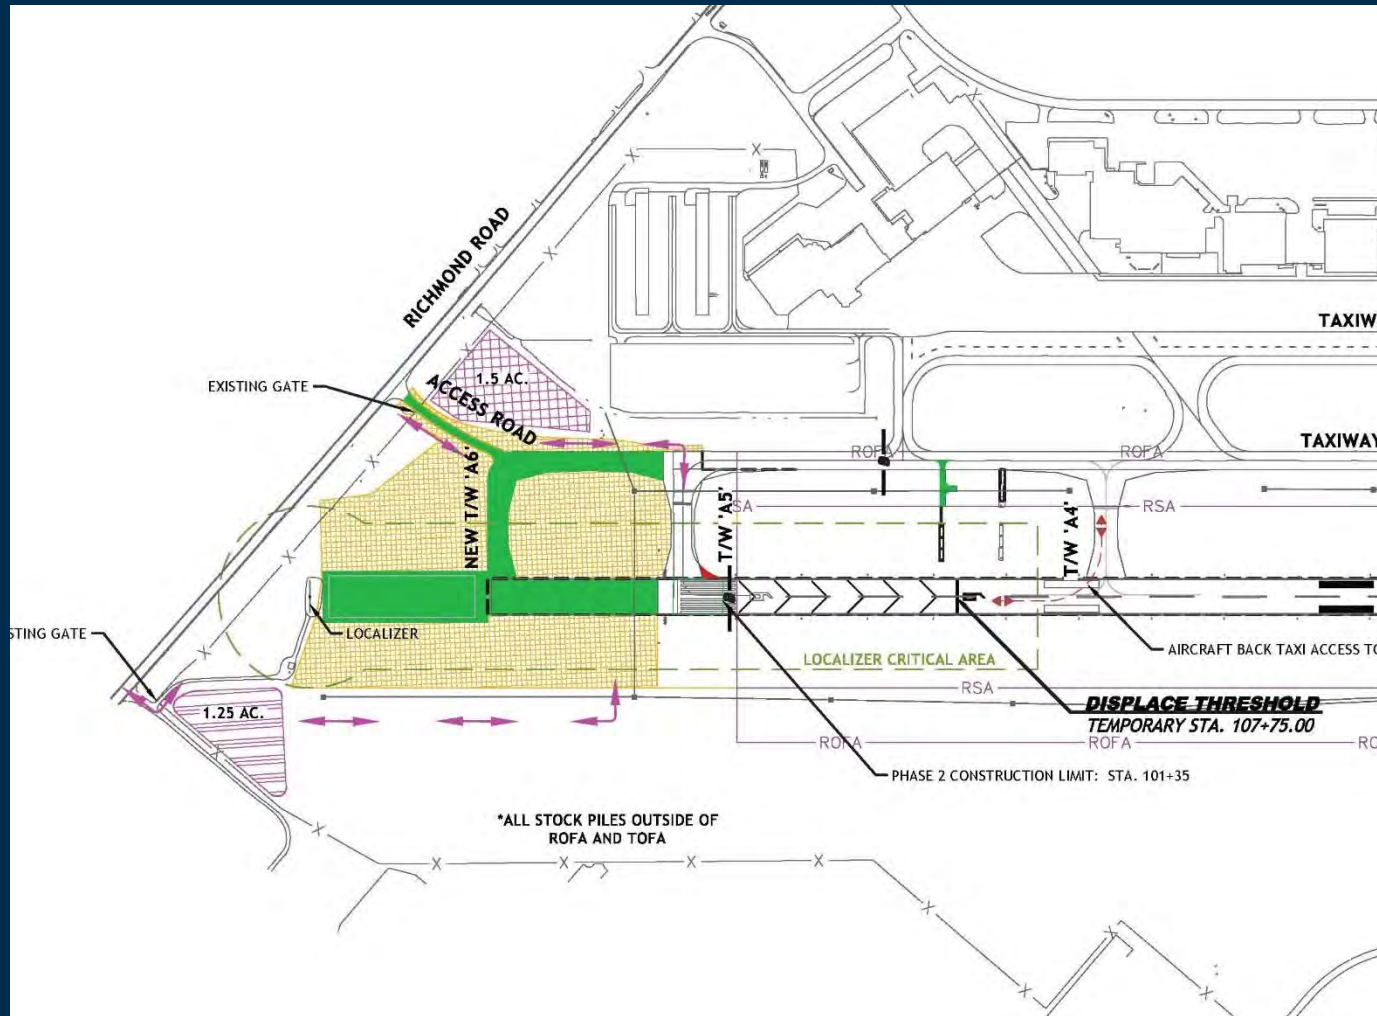 RICHMOND ROAD
TAXIW
1.5 AC.
EXISTING GATE
ACCESS ROAD
TAXIWAY
ROFA
ROFA
NEW T/W 'A6'
T/W 'A5'
SA
T/W 'A4'
RSA
LOCALIZER
STING GATE
AIRCRAFT BACK TAXI ACCESS TO
LOCALIZER CRITICAL AREA
RSA
DISPLACE THRESHOLD
TEMPORARY STA. 107+75.00
1.25 AC.
ROFA
ROFA
RO
PHASE 2 CONSTRUCTION LIMIT: STA. 101+35
*ALL STOCK PILES OUTSIDE OF
ROFA AND TOFA